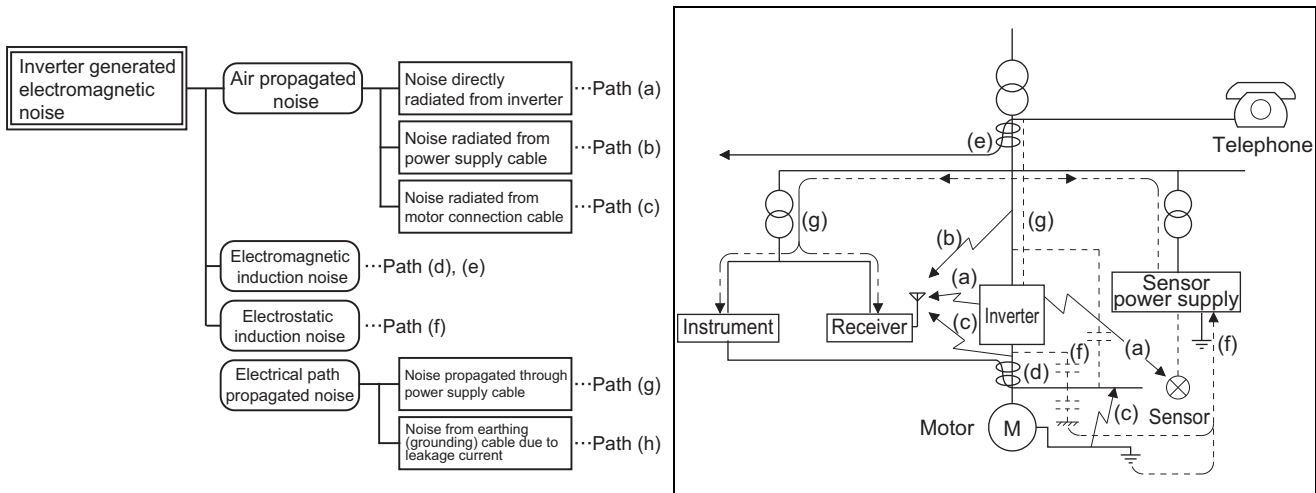 Inverter generated
electromagnetic
noise
Air propagated
noise
Noise directly
radiated from inverter
···Path (a)
Noise radiated from
power supply cable
···Path (b)
Noise radiated from
motor connection cable
···Path (c)
Electromagnetic
induction noise
···Path (d), (e)
Electrostatic
induction noise
···Path (f)
Electrical path
propagated noise
Noise propagated through
power supply cable
···Path (g)
Noise from earthing
(grounding) cable due to
leakage current
···Path (h)
(e)
Telephone
(g)
(g)
(b)
(a)
Sensor
power supply
Instrument
Receiver
Inverter
(c)
(f)
(a)
(f)
(d)
(c)
Sensor
Motor
M